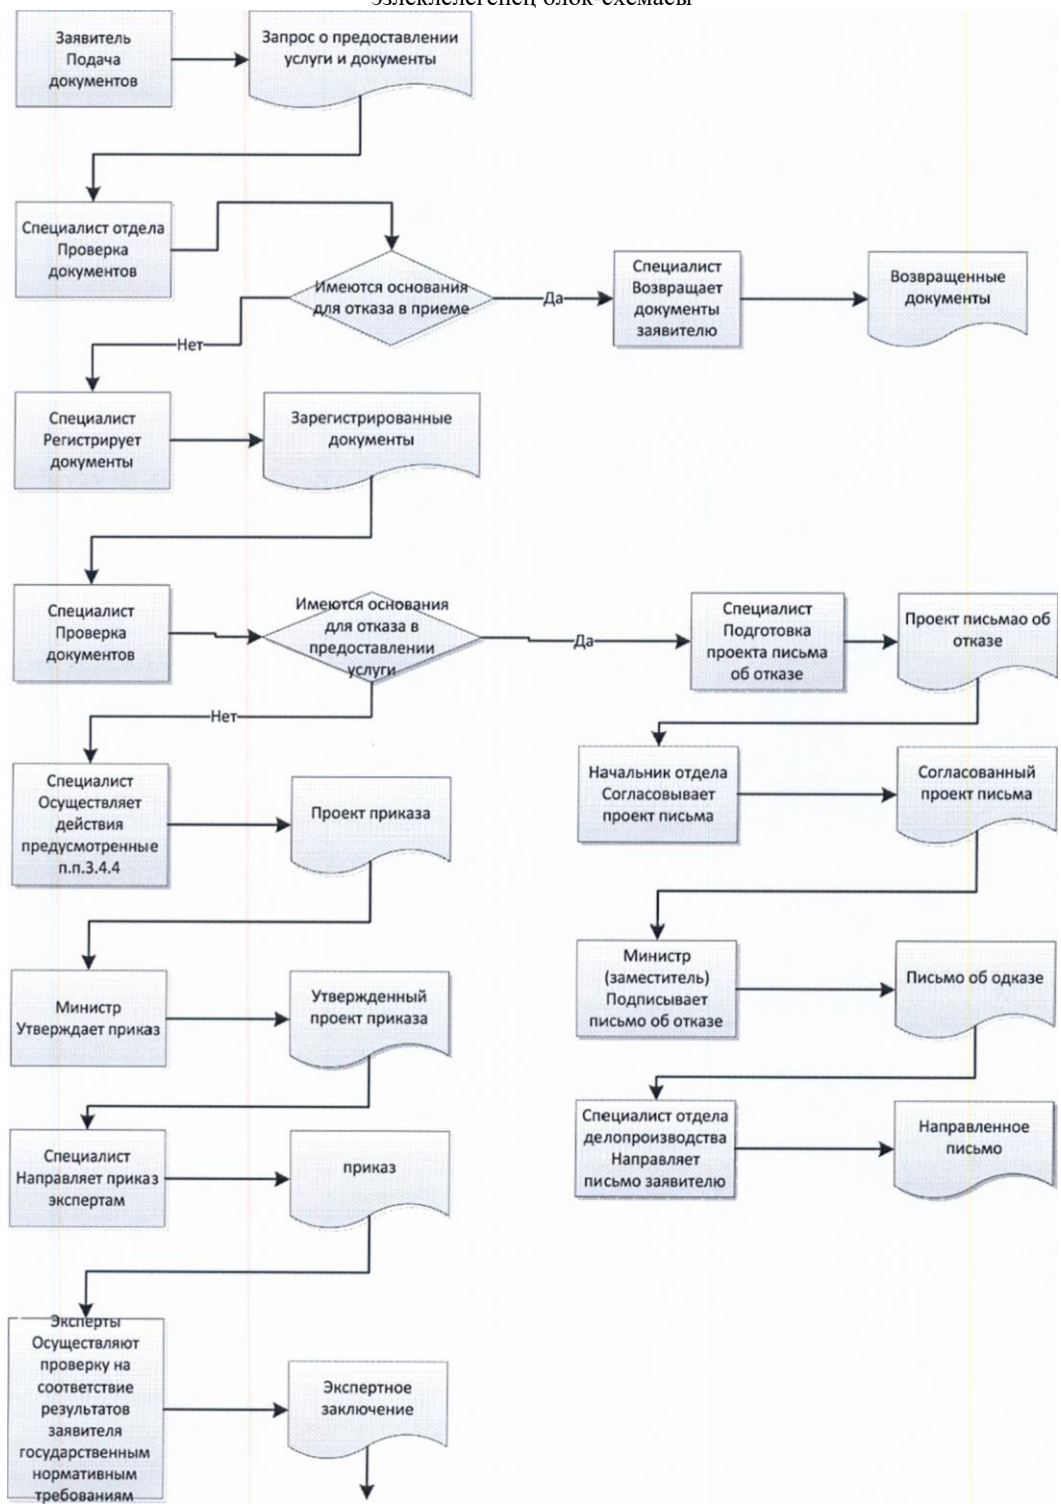 эзлеклелегенең блок-схемасы
Заявитель
Подача
документов
Запрос о предоставлении
услуги и документы
Специалист отдела
Проверка
документов
Имеются основания
для отказа в приеме
Да
Специалист
Возвращает
документы
заявителю
Возвращенные
документы
Нет
Специалист
Регистрирует
документы
Зарегистрированные
документы
Специалист
Проверка
документов
Имеются основания
для отказа в
предоставлении
услуги
Да
Специалист
Подготовка
проекта письма
об отказе
Проект письмао об
отказе
Нет
Начальник отдела
Согласовывает
проект письма
Согласованный
проект письма
Специалист
Осуществляет
действия
предусмотренные
п.п.3.4.4
Проект приказа
Министр
(заместитель)
Подписывает
письмо об отказе
Письмо об одказе
Министр
Утверждает приказ
Утвержденный
проект приказа
Специалист отдела
делопроизводства
Направляет
письмо заявителю
Направленное
письмо
Специалист
Направляет приказ
экспертам
приказ
Эксперты
Осуществляют
проверку на
соответствие
результатов
заявителя
государственным
нормативным
требованиям
Экспертное
заключение